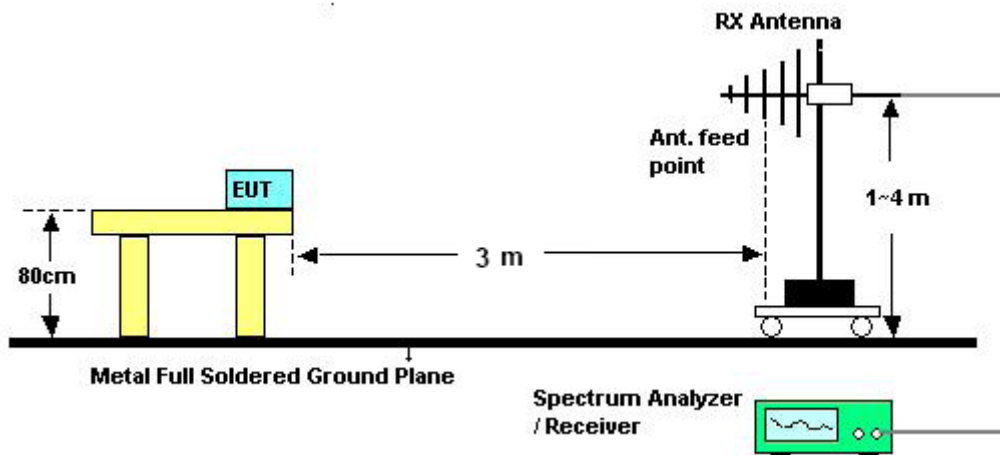 RX Antenna
Ant. feed
point
EUT
1~4 m
3 m
80cm
Metal Full Soldered Ground Plane
Spectrum Analyzer
/ Receiver